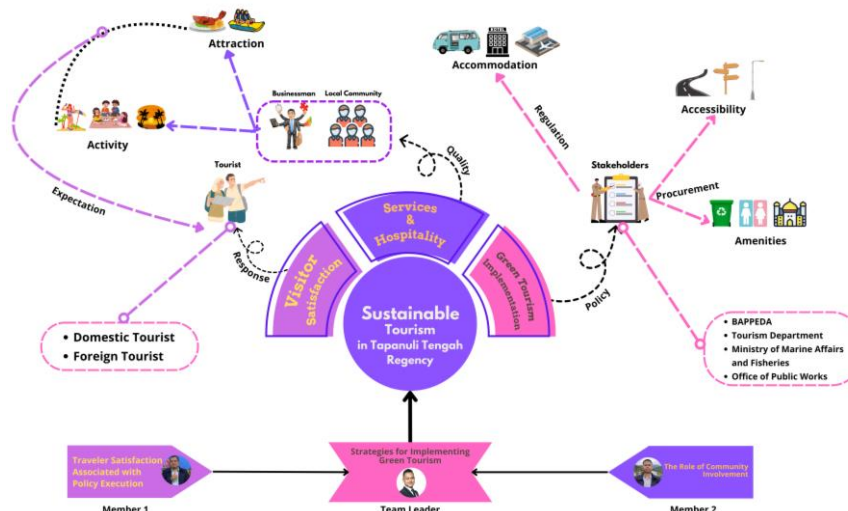 Attraction
Accommodation
HOTEL
Accessibility
Businessman
Local Community
Activity
Regulation
Quality
Stakeholders
Procurement
Tourist
Expectation
Amenities
Services
&
Hospitality
Response
Visitor
Satisfaction
Green Tourism
Implementation
Policy
Sustainable
Tourism
in Tapanuli Tengah
Regency
• Domestic Tourist
• Foreign Tourist
• BAPPEDA
• Tourism Department
• Ministry of Marine Affairs
and Fisheries
• Office of Public Works
Traveler Satisfaction
Associated with
Policy Execution
Strategies for Implementing
Green Tourism
The Role of Community
Involvement
Member 1
Team Leader
Member 2